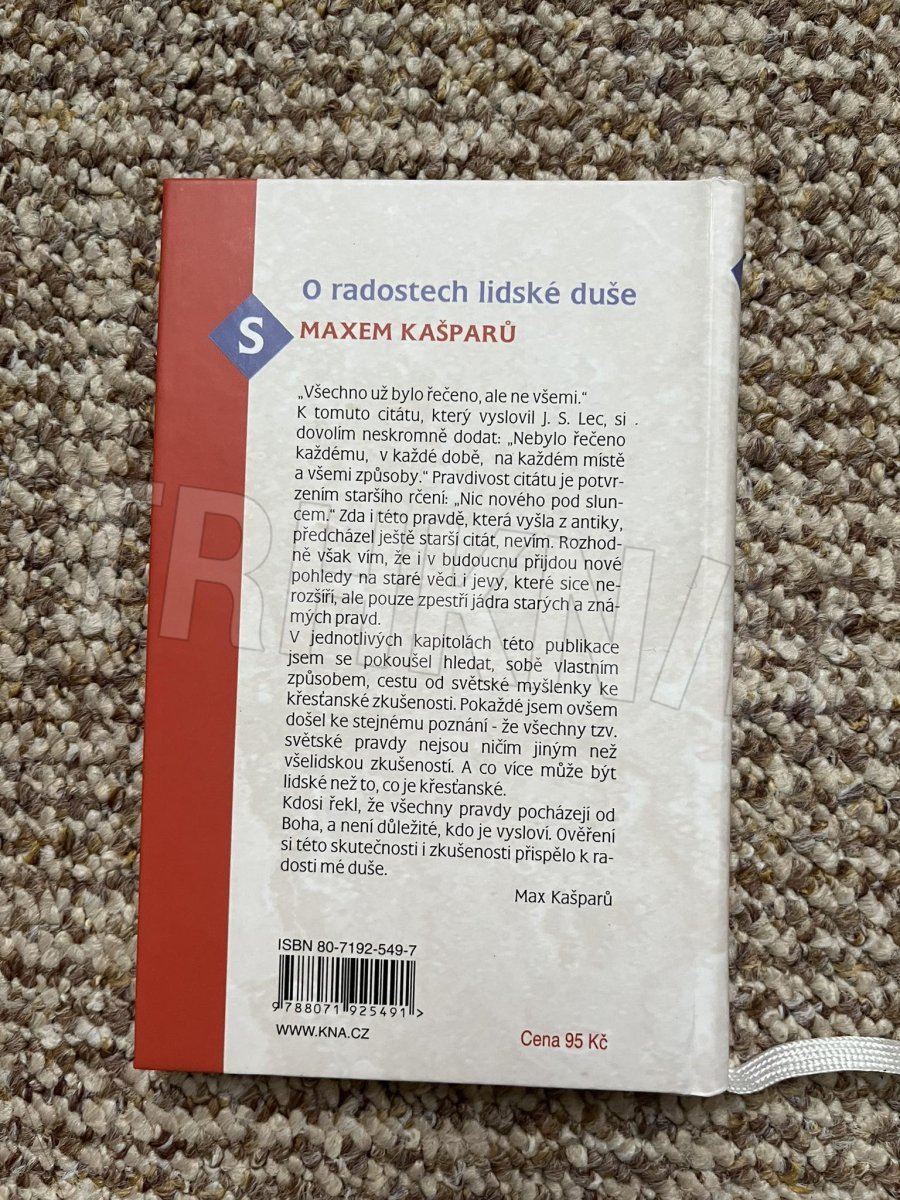 O radostech lidské duše
S MAXEM KAŠPARŮ
„Všechno už bylo řečeno, ale ne všemi.“
K tomuto citátu, který vyslovil J. S. Lec, si
dovolím neskromně dodat: „Nebylo řečeno
každému, v každé době, na každém místě
a všemi způsoby.“ Pravdivost citátu je potvr-
zením staršího rčení: „Nic nového pod slun-
cem.“ Zda i této pravdě, která vyšla z antiky,
předcházel ještě starší citát, nevím. Rozhod-
ně však vím, že i v budoucnu přijdou nové
pohledy na staré věci i jevy, které sice ne-
rozšíří, ale pouze zpestří jádra starých a zná-
mých pravd.
V jednotlivých kapitolách této publikace
jsem se pokoušel hledat, sobě vlastním
způsobem, cestu od světské myšlenky ke
křesťanské zkušenosti. Pokaždé jsem ovšem
došel ke stejnému poznání - že všechny tzv.
světské pravdy nejsou ničím jiným než
všelidskou zkušeností. A co více může být
lidské než to, co je křesťanské.
Kdosi řekl, že všechny pravdy pocházejí od
Boha, a není důležité, kdo je vysloví. Ověření
si této skutečnosti i zkušenosti přispělo k ra-
dosti mé duše.
Max Kašparů
ISBN 80-7192-549-7
9 788071 925491 >
WWW.KNA.CZ
Cena 95 Kč